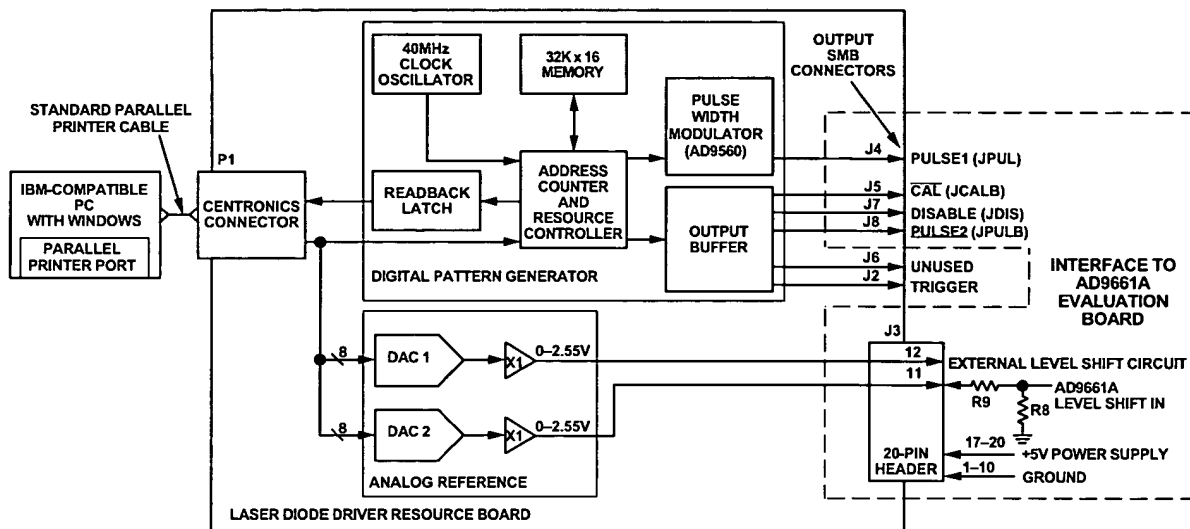 STANDARD PARALLEL
PRINTER CABLE
IBM-COMPATIBLE
PC
WITH WINDOWS
PARALLEL
PRINTER PORT
P1
CENTRONICS
CONNECTOR
40MHz
CLOCK
OSCILLATOR
32K x 16
MEMORY
READBACK
LATCH
ADDRESS
COUNTER
AND
RESOURCE
CONTROLLER
PULSE
WIDTH
MODULATOR
(AD9560)
OUTPUT
BUFFER
DIGITAL PATTERN GENERATOR
OUTPUT
SMB
CONNECTORS
J4
PULSE1 (JPUL)
J5
CAL (JCALB)
J7
DISABLE (JDIS)
J8
PULSE2 (JPULB)
J6
UNUSED
J2
TRIGGER
INTERFACE TO
AD9661A
EVALUATION
BOARD
8
DAC 1
X1
0–2.55V
8
DAC 2
X1
0–2.55V
ANALOG REFERENCE
J3
12
EXTERNAL LEVEL SHIFT CIRCUIT
11
R9
R8
AD9661A
LEVEL SHIFT IN
20-PIN
HEADER
17–20
+5V POWER SUPPLY
1–10
GROUND
LASER DIODE DRIVER RESOURCE BOARD